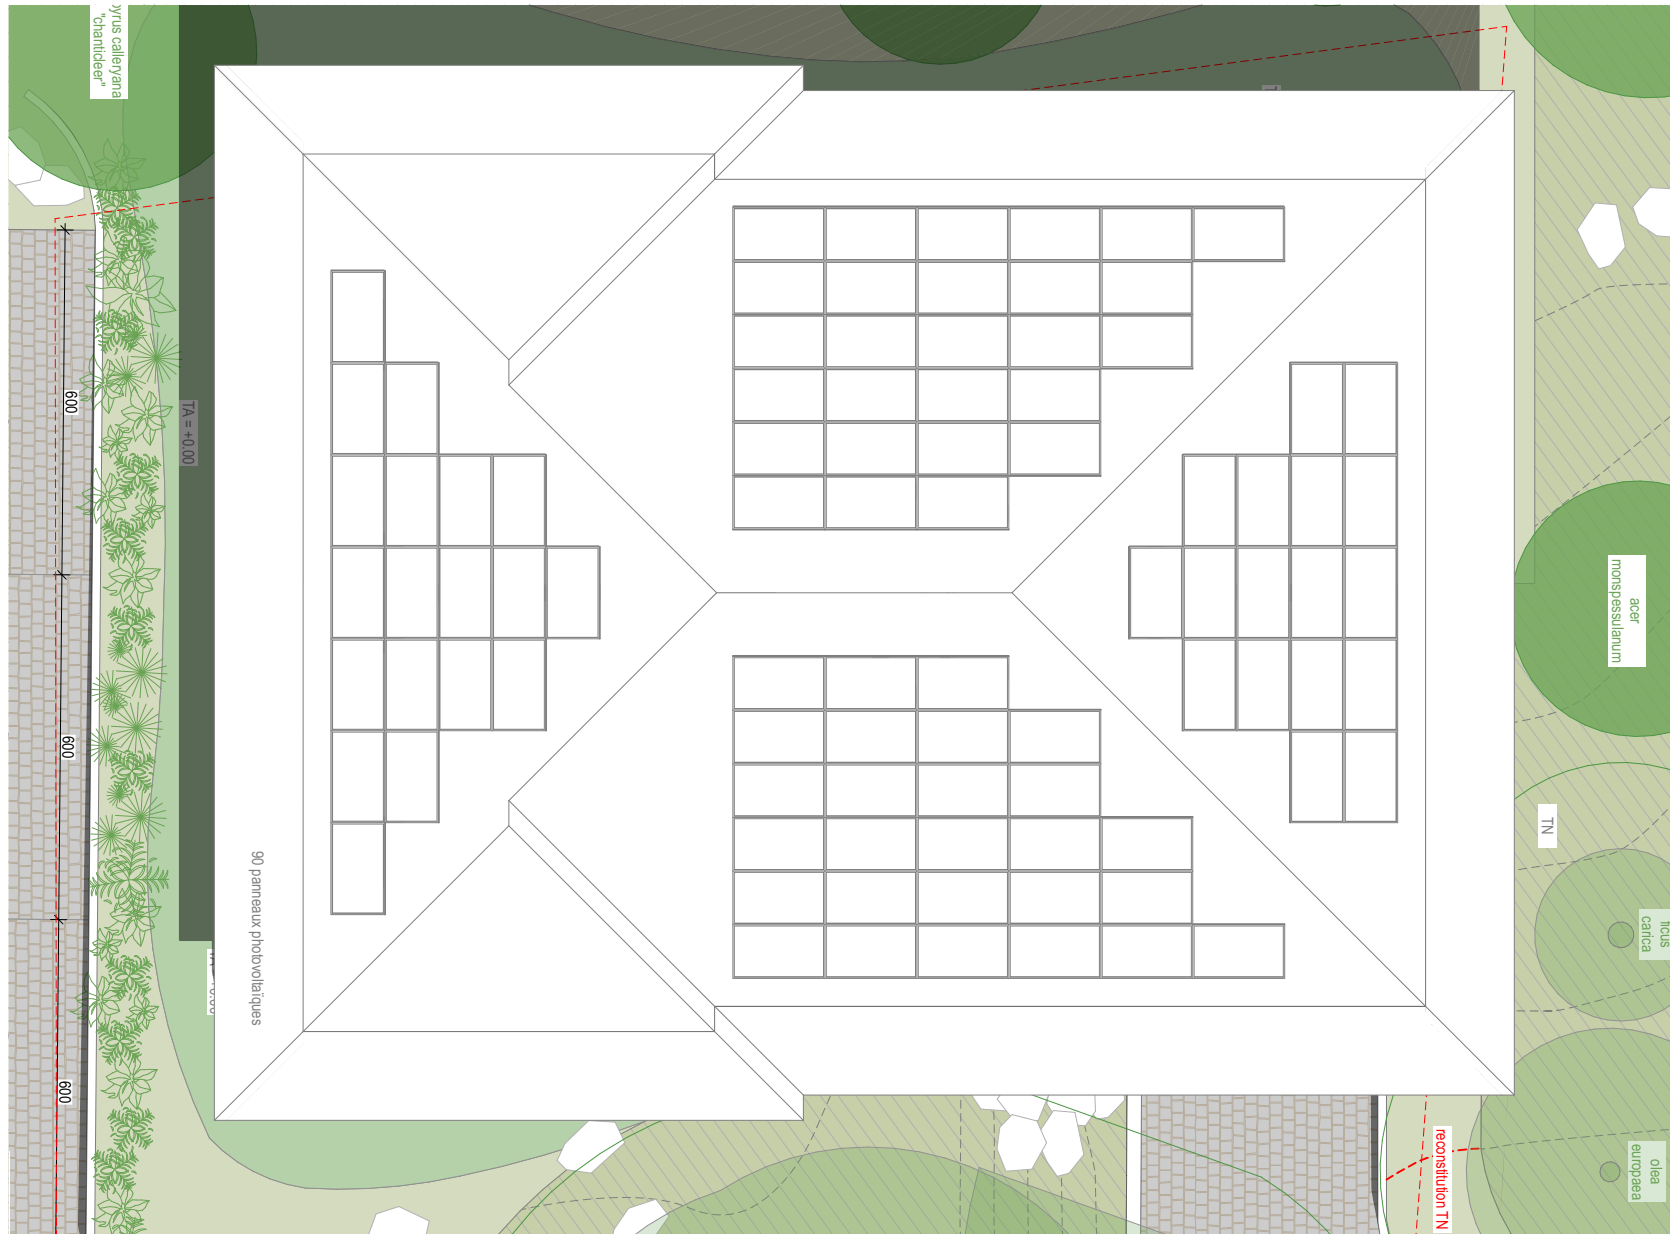 pyrus calleryana
"chanticleer"
600
TA = +0.00
600
600
90 panneaux photovoltaïques
acer
monspessulanum
TN
ficus
carica
olea
europaea
reconstitution TN